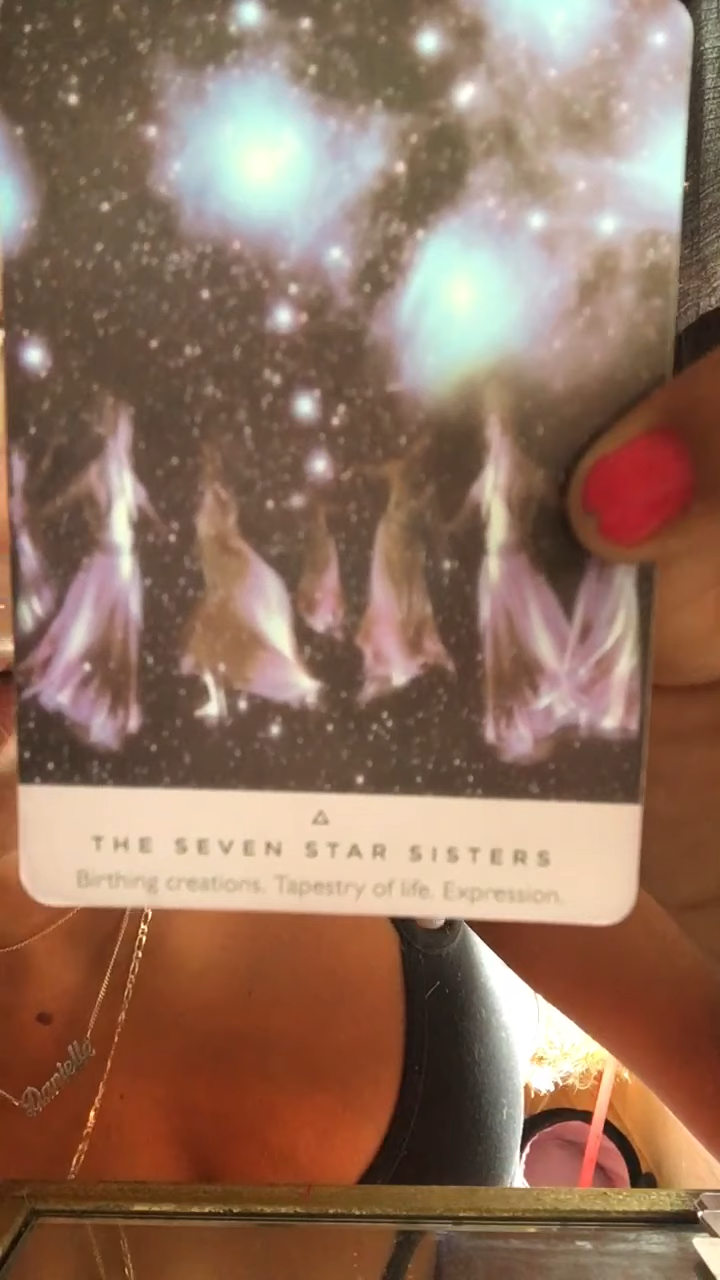 THE SEVEN STAR SISTERS
Birthing creations. Tapestry of life. Expression.
Danielle